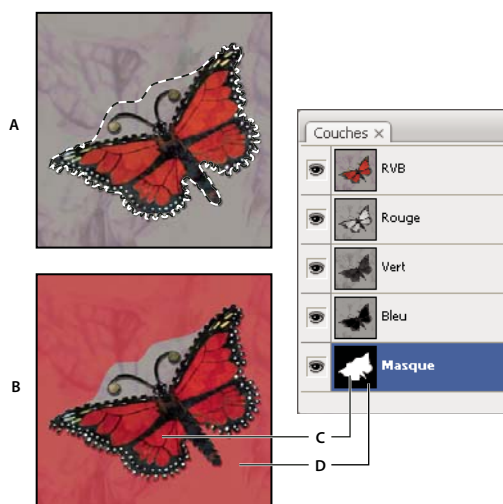 A
Couches ×
RVB
Rouge
Vert
Bleu
B
Masque
C
D